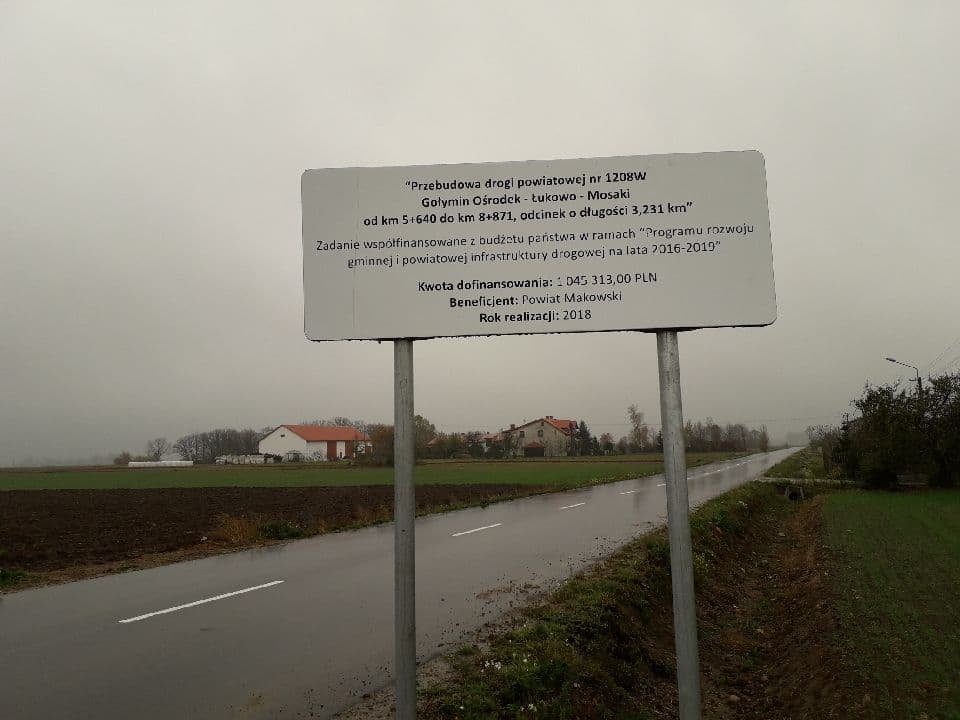 "Przebudowa drogi powiatowej nr 1208W
Gołymin Ośrodek - Łukowo - Mosaki
od km 5+640 do km 8+871, odcinek o długości 3,231 km"
Zadanie współfinansowane z budżetu państwa w ramach "Programu rozwoju
gminnej i powiatowej infrastruktury drogowej na lata 2016-2019"
Kwota dofinansowania: 1 045 313,00 PLN
Beneficjent: Powiat Makowski
Rok realizacji: 2018